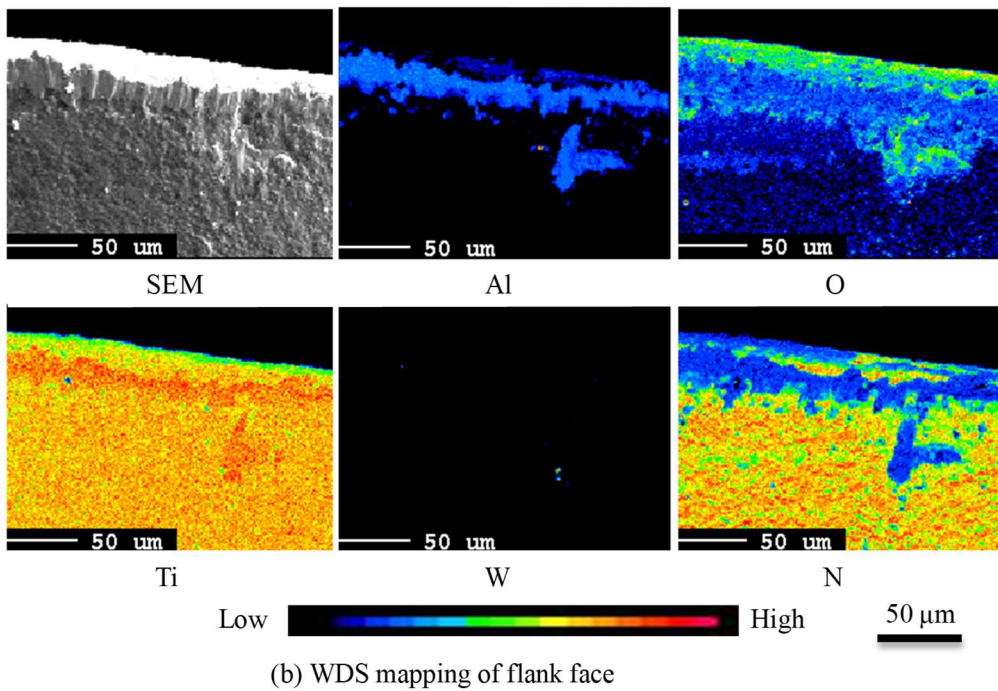 50 um
50 um
50 um
SEM
Al
O
50 um
50 um
50 um
Ti
W
N
Low
High
50 μm
(b) WDS mapping of flank face